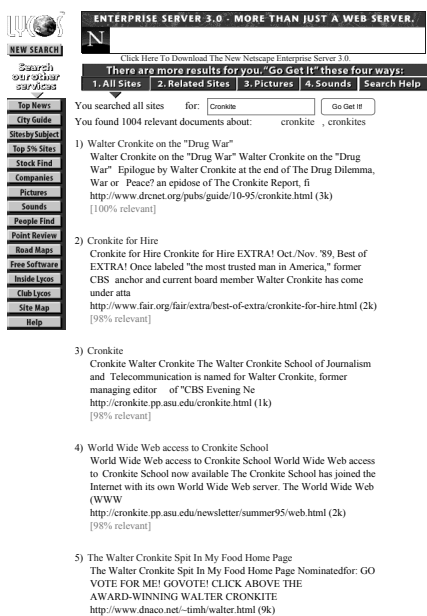 LYCOS
ENTERPRISE SERVER 3.0 - MORE THAN JUST A WEB SERVER.
N
Click Here To Download The New Netscape Enterprise Server 3.0.
NEW SEARCH
Search
our other
services
There are more results for you. "Go Get It" these four ways:
1. All Sites 2. Related Sites 3. Pictures 4. Sounds Search Help
Top News
City Guide
Sites by Subject
Top 5% Sites
Stock Find
Companies
Pictures
Sounds
People Find
Point Review
Road Maps
Free Software
Inside Lycos
Club Lycos
Site Map
Help
You searched all sites for: Cronkite Go Get It!
You found 1004 relevant documents about: cronkite , cronkites
1) Walter Cronkite on the "Drug War"
Walter Cronkite on the "Drug War" Walter Cronkite on the "Drug
War" Epilogue by Walter Cronkite at the end of The Drug Dilemma,
War or Peace? an epidose of The Cronkite Report, fi
http://www.drcnet.org/pubs/guide/10-95/cronkite.html (3k)
[100% relevant]
2) Cronkite for Hire
Cronkite for Hire Cronkite for Hire EXTRA! Oct./Nov. '89, Best of
EXTRA! Once labeled "the most trusted man in America," former
CBS anchor and current board member Walter Cronkite has come
under atta
http://www.fair.org/fair/extra/best-of-extra/cronkite-for-hire.html (2k)
[98% relevant]
3) Cronkite
Cronkite Walter Cronkite The Walter Cronkite School of Journalism
and Telecommunication is named for Walter Cronkite, former
managing editor of "CBS Evening Ne
http://cronkite.pp.asu.edu/cronkite.html (1k)
[98% relevant]
4) World Wide Web access to Cronkite School
World Wide Web access to Cronkite School World Wide Web access
to Cronkite School now available The Cronkite School has joined the
Internet with its own World Wide Web server. The World Wide Web
(WWW
http://cronkite.pp.asu.edu/newsletter/summer95/web.html (2k)
[98% relevant]
5) The Walter Cronkite Spit In My Food Home Page
The Walter Cronkite Spit In My Food Home Page Nominatedfor: GO
VOTE FOR ME! GOVOTE! CLICK ABOVE THE
AWARD-WINNING WALTER CRONKITE
http://www.dnaco.net/~timh/walter.html (9k)